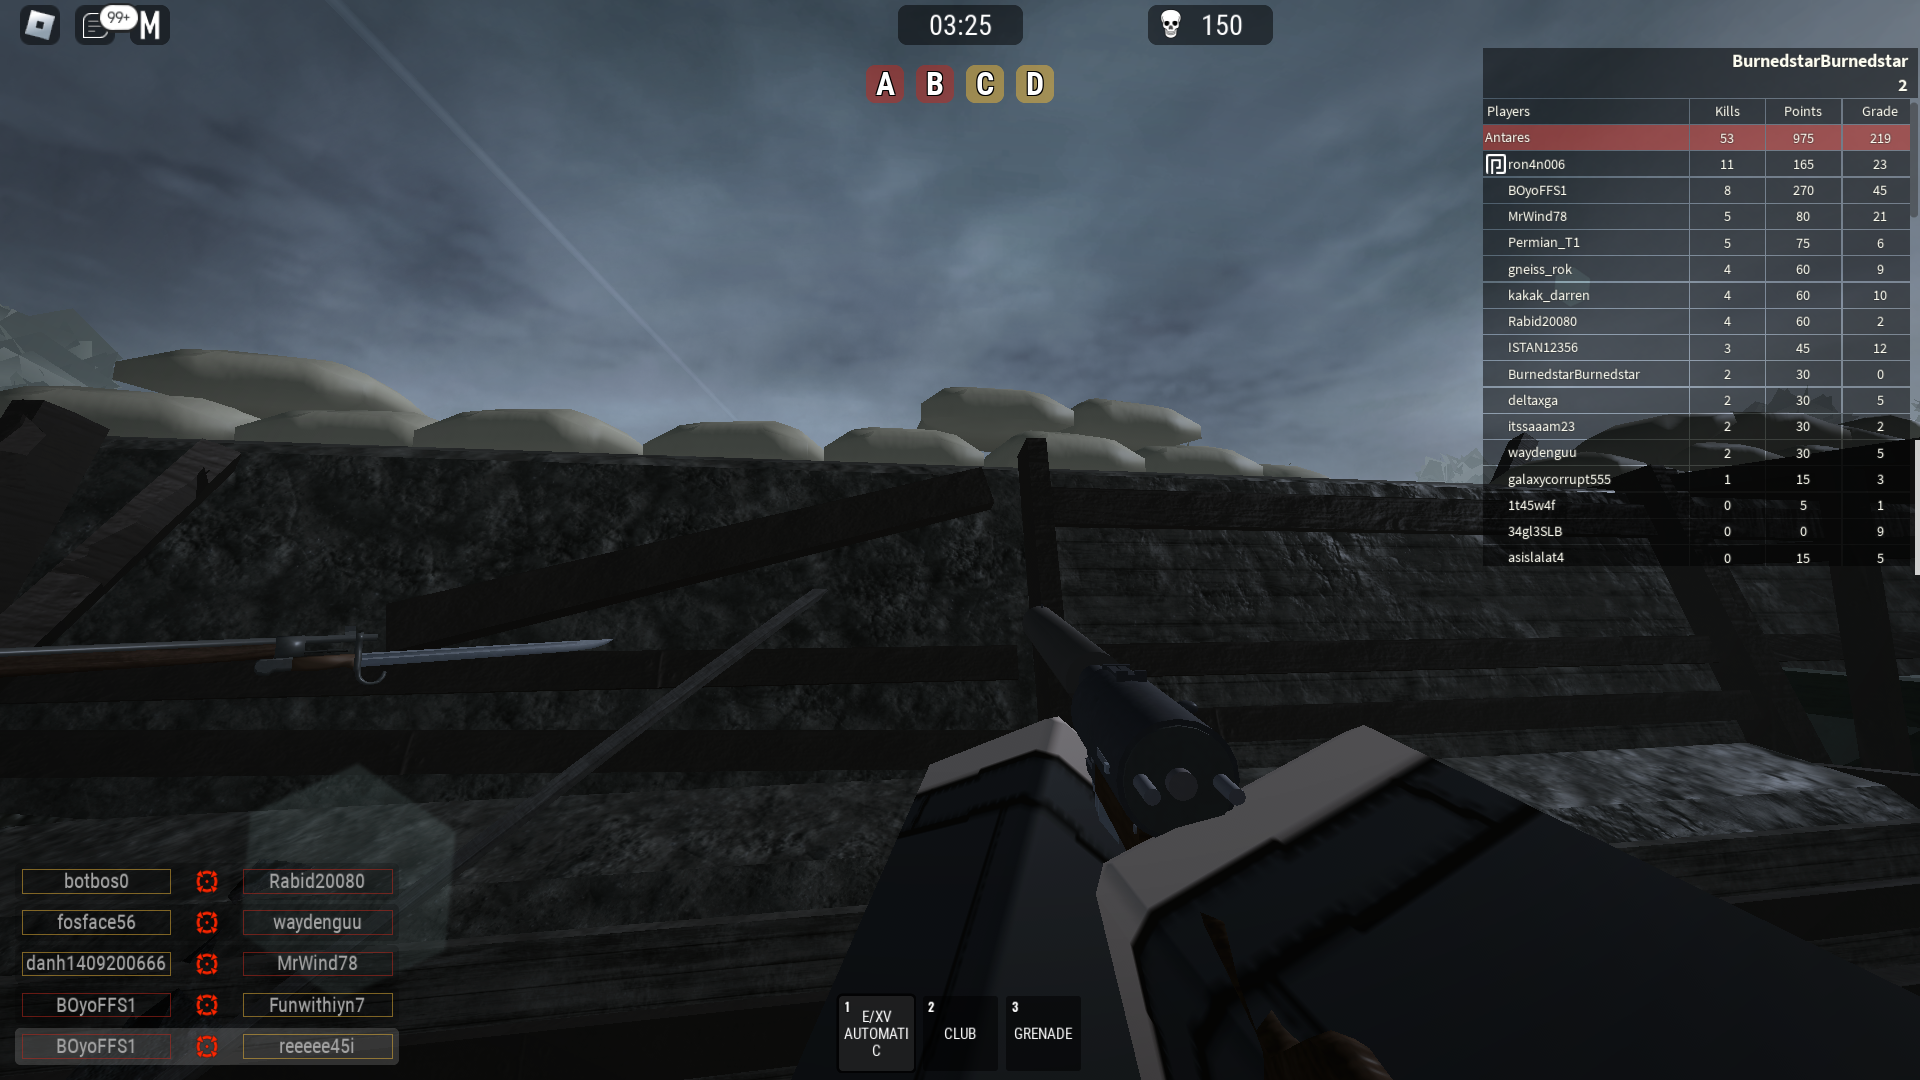 99+
M
03:25
150
A B C D
BurnedstarBurnedstar
2
Players Kills Points Grade
Antares 53 975 219
ron4n006 11 165 23
BOyoFFS1 8 270 45
MrWind78 5 80 21
Permian_T1 5 75 6
gneiss_rok 4 60 9
kakak_darren 4 60 10
Rabid20080 4 60 2
ISTAN12356 3 45 12
BurnedstarBurnedstar 2 30 0
deltaxga 2 30 5
itssaaam23 2 30 2
waydenguu 2 30 5
galaxycorrupt555 1 15 3
1t45w4f 0 5 1
34gl3SLB 0 0 9
asislalat4 0 15 5
botbos0 Rabid20080
fosface56 waydenguu
danh1409200666 MrWind78
BOyoFFS1 Funwithiyn7
BOyoFFS1 reeeee45i
1 2 3
E/XV
AUTOMATI CLUB GRENADE
C